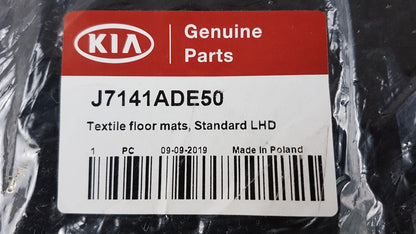 KIA
Genuine
Parts
J7141ADE50
Textile floor mats, Standard LHD
1 PC 09-09-2019 Made in Poland